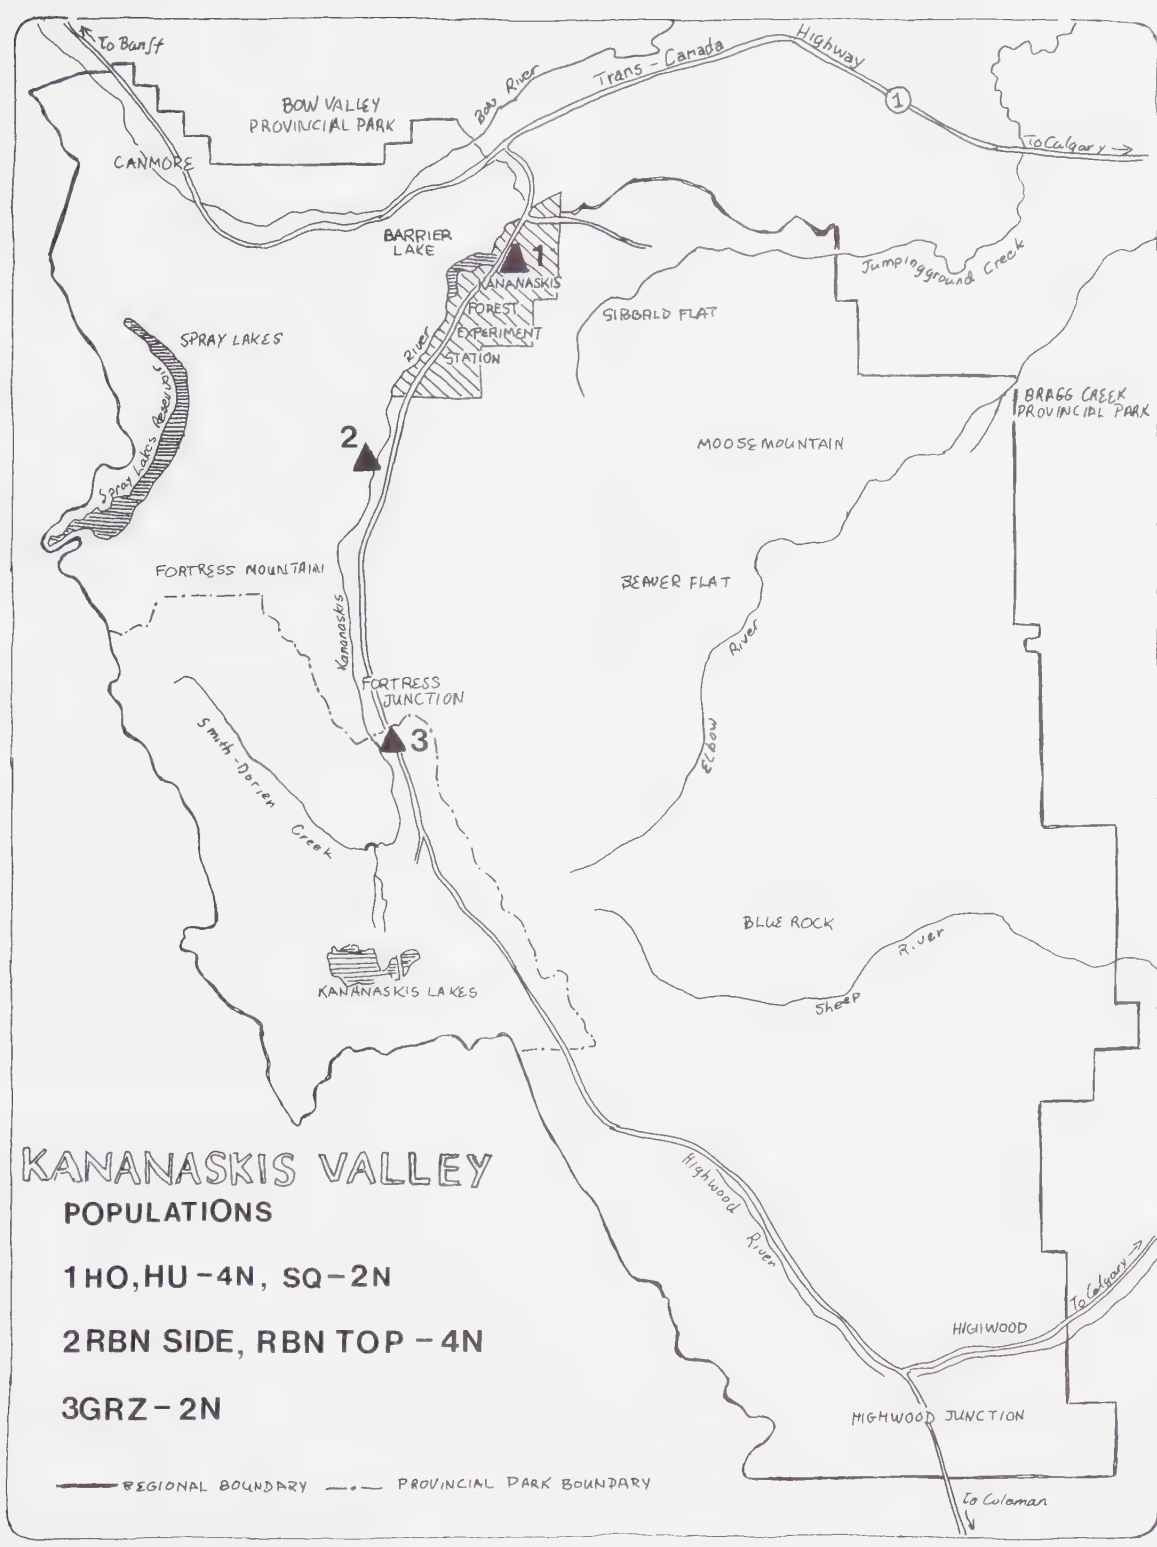 To Banff
BOW VALLEY
PROVINCIAL PARK
CANMORE
Bow River
Trans-Canada
Highway
1
To Calgary
BARRIER
LAKE
1
KANANASKIS
FOREST
EXPERIMENT
STATION
River
Jumpingground Creek
SIBBALD FLAT
SPRAY LAKES
Spray Lakes Reservoir
BRAGG CREEK
PROVINCIAL PARK
2
MOOSE MOUNTAIN
FORTRESS MOUNTAIN
BEAVER FLAT
Kananaskis
River
Elbow
FORTRESS
JUNCTION
3
Smith-Dorien
Creek
BLUE ROCK
River
Sheep
KANANASKIS LAKES
KANANASKIS VALLEY
POPULATIONS
1 HO, HU - 4N, SQ - 2N
2 RBN SIDE, RBN TOP - 4N
3 GRZ - 2N
Highwood
River
To Calgary
HIGHWOOD
HIGHWOOD JUNCTION
REGIONAL BOUNDARY
PROVINCIAL PARK BOUNDARY
To Coleman